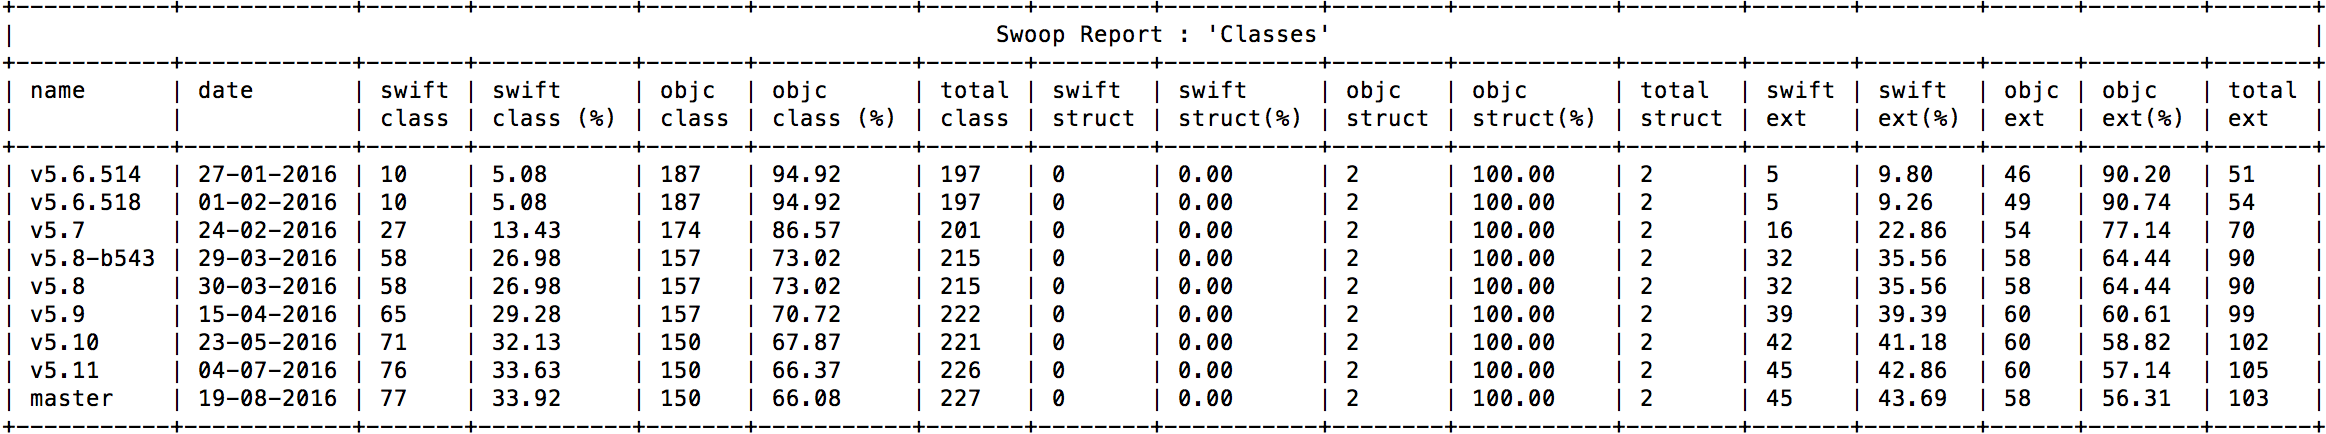 Swoop Report : 'Classes'
| name | date | swift | swift | objc | objc | total | swift | swift | objc | objc | total | swift | swift | objc | objc | total |
| | | class | class (%) | class | class (%) | class | struct | struct(%) | struct | struct(%) | struct | ext | ext(%) | ext | ext(%) | ext |
| v5.6.514 | 27-01-2016 | 10 | 5.08 | 187 | 94.92 | 197 | 0 | 0.00 | 2 | 100.00 | 2 | 5 | 9.80 | 46 | 90.20 | 51 |
| v5.6.518 | 01-02-2016 | 10 | 5.08 | 187 | 94.92 | 197 | 0 | 0.00 | 2 | 100.00 | 2 | 5 | 9.26 | 49 | 90.74 | 54 |
| v5.7 | 24-02-2016 | 27 | 13.43 | 174 | 86.57 | 201 | 0 | 0.00 | 2 | 100.00 | 2 | 16 | 22.86 | 54 | 77.14 | 70 |
| v5.8-b543 | 29-03-2016 | 58 | 26.98 | 157 | 73.02 | 215 | 0 | 0.00 | 2 | 100.00 | 2 | 32 | 35.56 | 58 | 64.44 | 90 |
| v5.8 | 30-03-2016 | 58 | 26.98 | 157 | 73.02 | 215 | 0 | 0.00 | 2 | 100.00 | 2 | 32 | 35.56 | 58 | 64.44 | 90 |
| v5.9 | 15-04-2016 | 65 | 29.28 | 157 | 70.72 | 222 | 0 | 0.00 | 2 | 100.00 | 2 | 39 | 39.39 | 60 | 60.61 | 99 |
| v5.10 | 23-05-2016 | 71 | 32.13 | 150 | 67.87 | 221 | 0 | 0.00 | 2 | 100.00 | 2 | 42 | 41.18 | 60 | 58.82 | 102 |
| v5.11 | 04-07-2016 | 76 | 33.63 | 150 | 66.37 | 226 | 0 | 0.00 | 2 | 100.00 | 2 | 45 | 42.86 | 60 | 57.14 | 105 |
| master | 19-08-2016 | 77 | 33.92 | 150 | 66.08 | 227 | 0 | 0.00 | 2 | 100.00 | 2 | 45 | 43.69 | 58 | 56.31 | 103 |